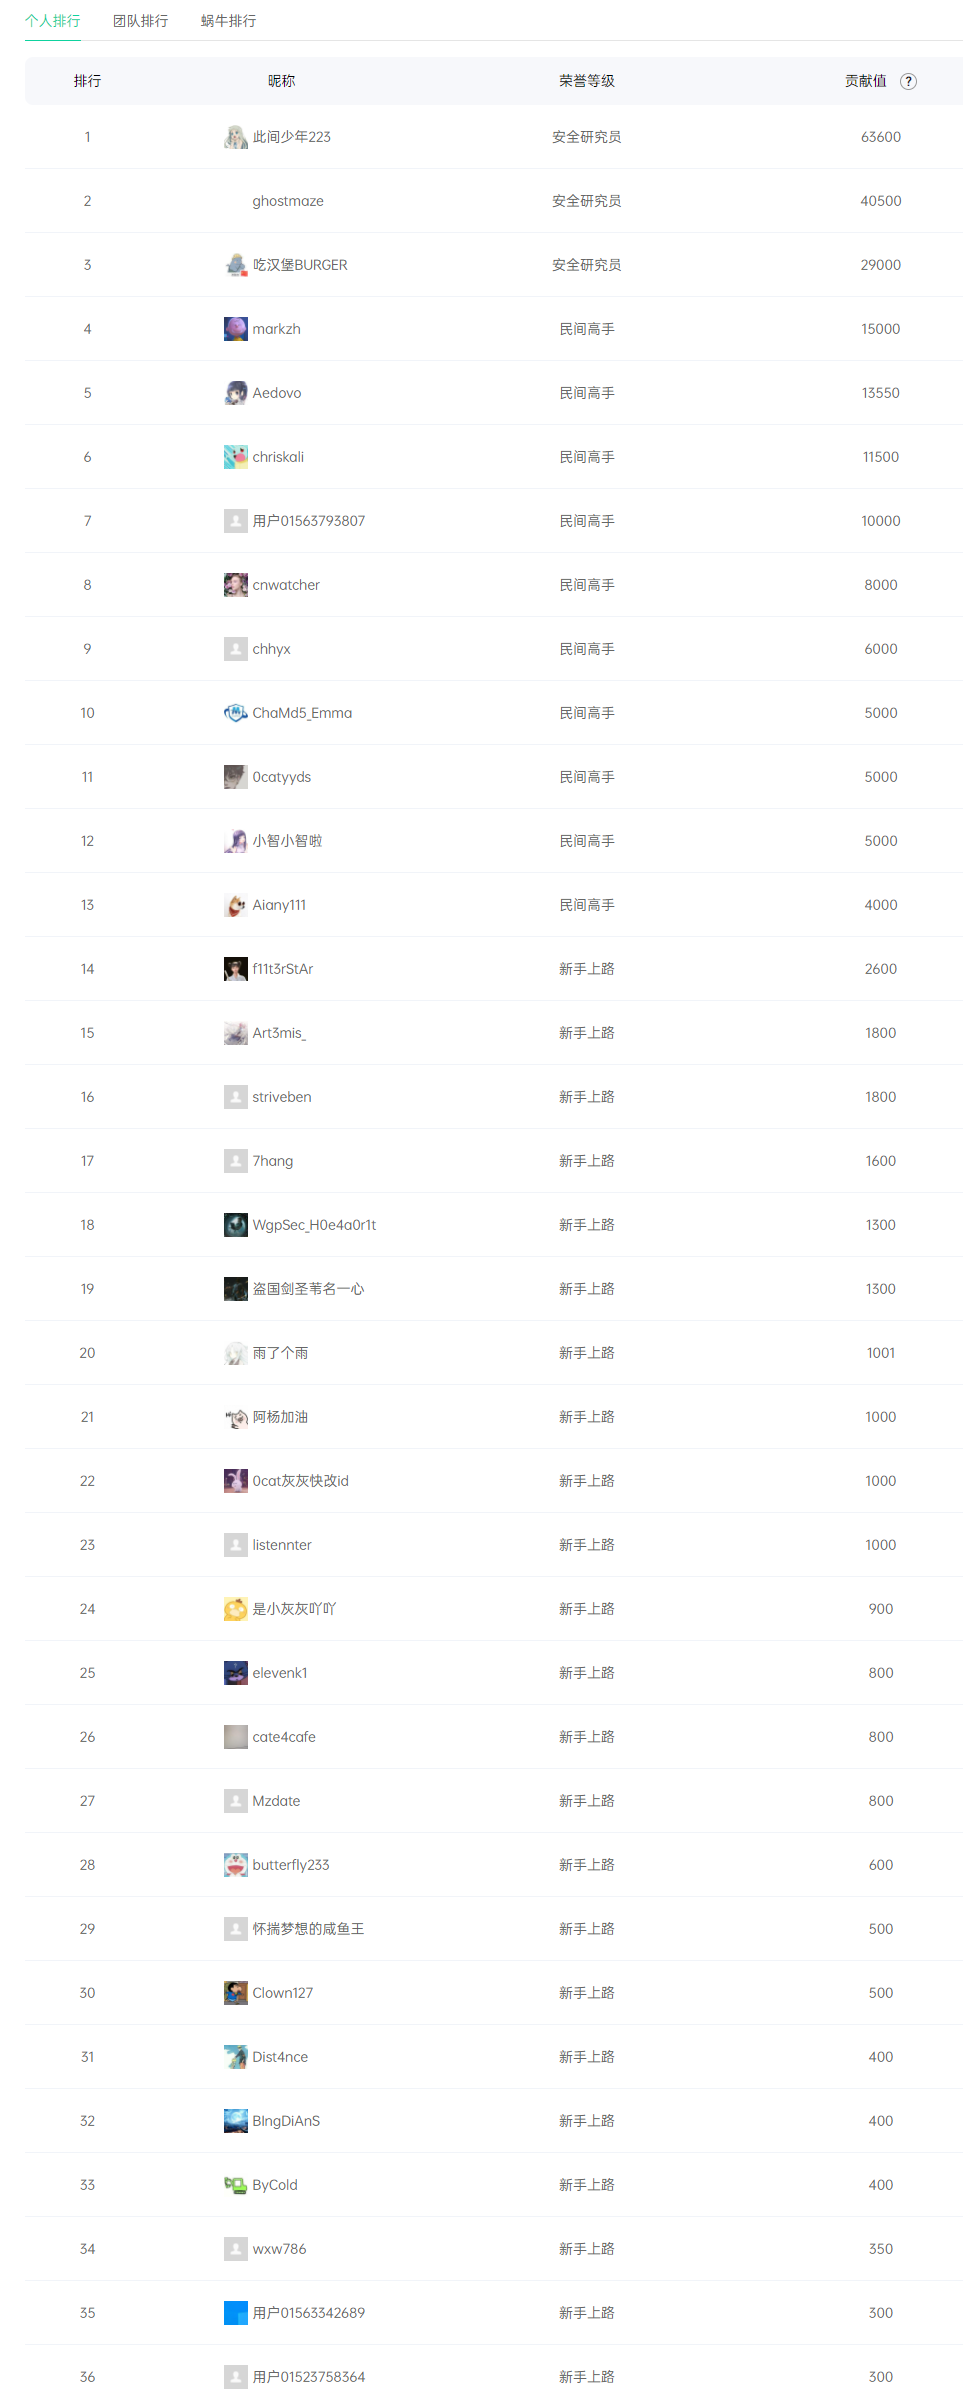 个人排行 团队排行 蜗牛排行
排行 昵称 荣誉等级 贡献值 ?
1 此间少年223 安全研究员 63600
2 ghostmaze 安全研究员 40500
3 吃汉堡BURGER 安全研究员 29000
4 markzh 民间高手 15000
5 Aedovo 民间高手 13550
6 chriskali 民间高手 11500
7 用户01563793807 民间高手 10000
8 cnwatcher 民间高手 8000
9 chhyx 民间高手 6000
10 ChaMd5_Emma 民间高手 5000
11 0catyyds 民间高手 5000
12 小智小智啦 民间高手 5000
13 Aiany111 民间高手 4000
14 f11t3rStAr 新手上路 2600
15 Art3mis_ 新手上路 1800
16 striveben 新手上路 1800
17 7hang 新手上路 1600
18 WgpSec_H0e4a0r1t 新手上路 1300
19 盗国剑圣苇名一心 新手上路 1300
20 雨了个雨 新手上路 1001
21 阿杨加油 新手上路 1000
22 0cat灰灰快改id 新手上路 1000
23 listennter 新手上路 1000
24 是小灰灰吖吖 新手上路 900
25 elevenk1 新手上路 800
26 cate4cafe 新手上路 800
27 Mzdate 新手上路 800
28 butterfly233 新手上路 600
29 怀揣梦想的咸鱼王 新手上路 500
30 Clown127 新手上路 500
31 Dist4nce 新手上路 400
32 BIngDiAnS 新手上路 400
33 ByCold 新手上路 400
34 wxw786 新手上路 350
35 用户01563342689 新手上路 300
36 用户01523758364 新手上路 300